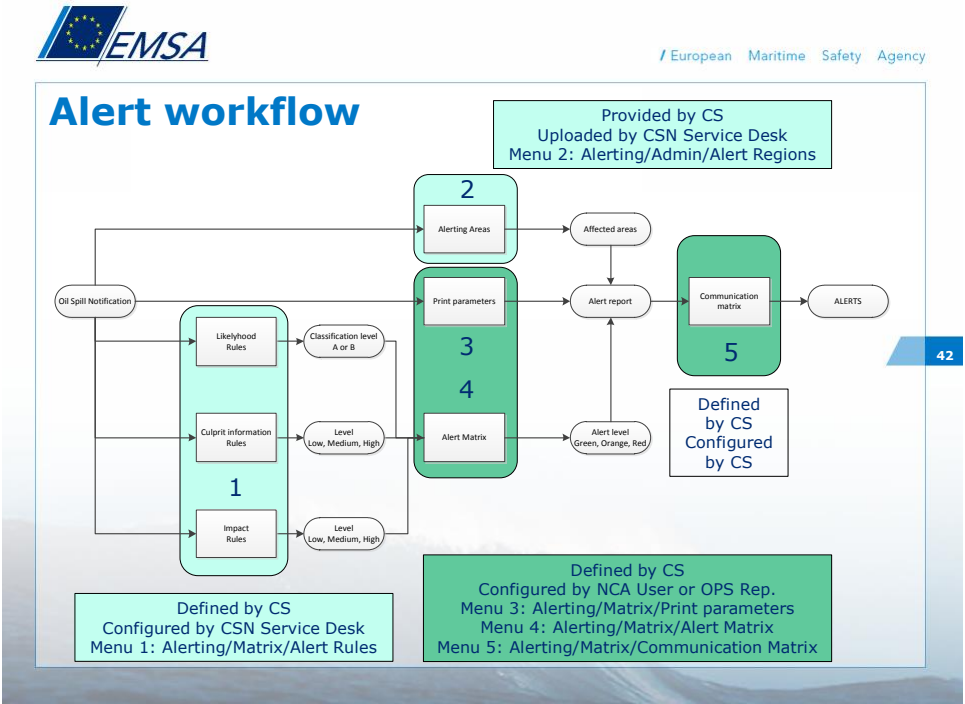 EMSA
/ European Maritime Safety Agency
Alert workflow
Provided by CS
Uploaded by CSN Service Desk
Menu 2: Alerting/Admin/Alert Regions
2
Alerting Areas
Affected areas
Oil Spill Notification
Print parameters
Alert report
Communication
matrix
ALERTS
Likelyhood
Rules
Classification level
A or B
3
5
42
4
Defined
by CS
Configured
by CS
Culprit information
Rules
Level
Low, Medium, High
Alert Matrix
Alert level
Green, Orange, Red
1
Impact
Rules
Level
Low, Medium, High
Defined by CS
Configured by CSN Service Desk
Menu 1: Alerting/Matrix/Alert Rules
Defined by CS
Configured by NCA User or OPS Rep.
Menu 3: Alerting/Matrix/Print parameters
Menu 4: Alerting/Matrix/Alert Matrix
Menu 5: Alerting/Matrix/Communication Matrix